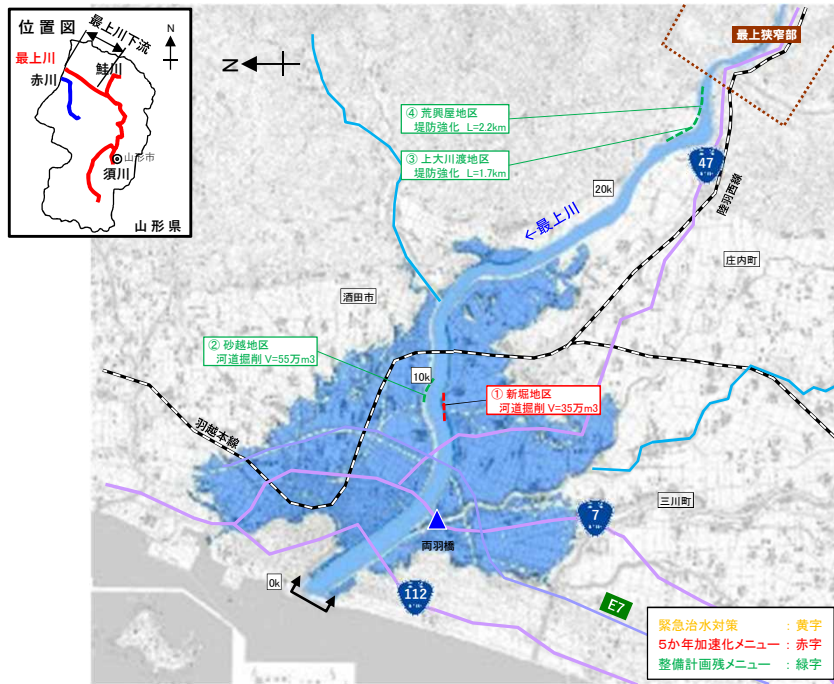 位置図
最上川下流
N
最上川
赤川
鮭川
山形市
須川
山形県
N
最上狭窄部
④ 荒興屋地区
堤防強化 L=2.2km
③ 上大川渡地区
堤防強化 L=1.7km
47
陸羽西線
20k
←最上川
庄内町
酒田市
② 砂越地区
河道掘削 V=55万m3
10k
① 新堀地区
河道掘削 V=35万m3
羽越本線
三川町
7
両羽橋
0k
112
E7
緊急治水対策 : 黄字
5か年加速化メニュー : 赤字
整備計画残メニュー : 緑字